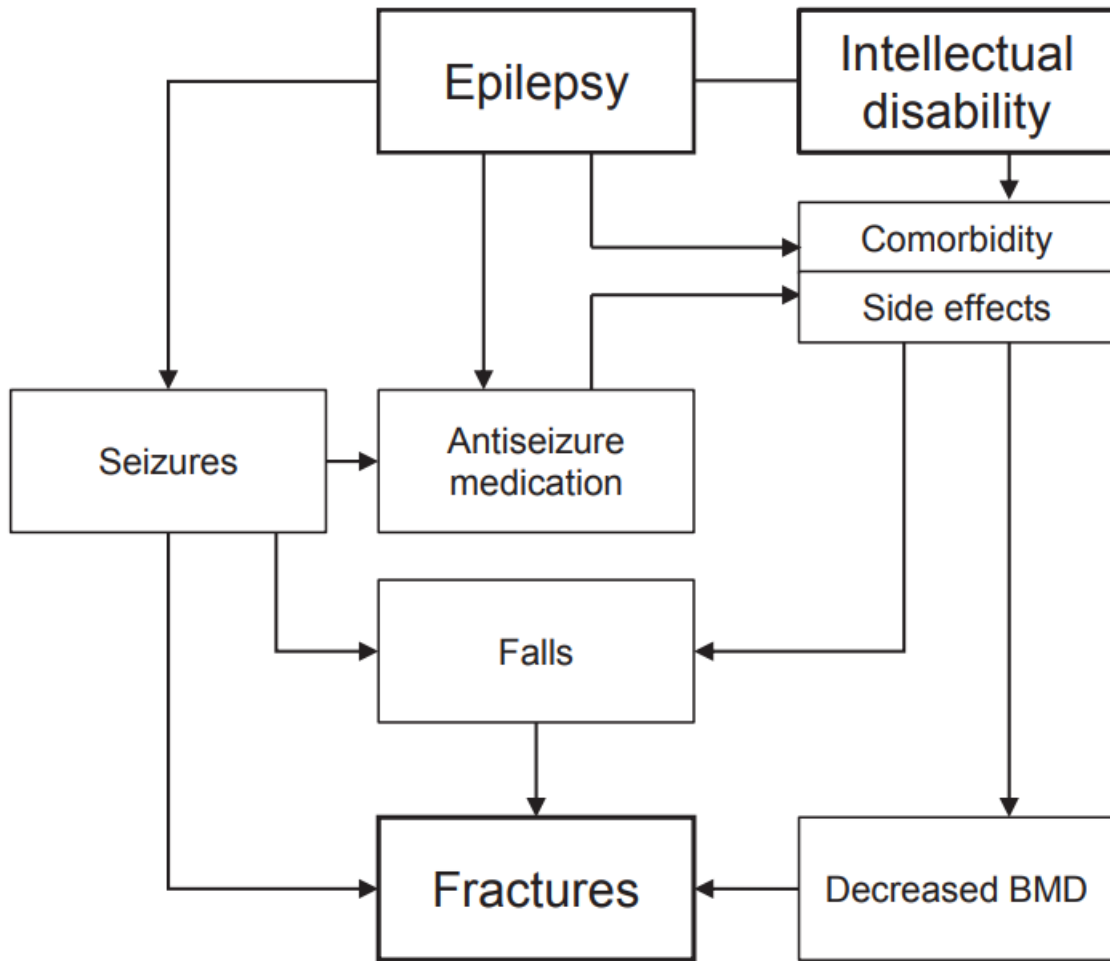 Epilepsy
Intellectual
disability
Comorbidity
Side effects
Seizures
Antiseizure
medication
Falls
Fractures
Decreased BMD